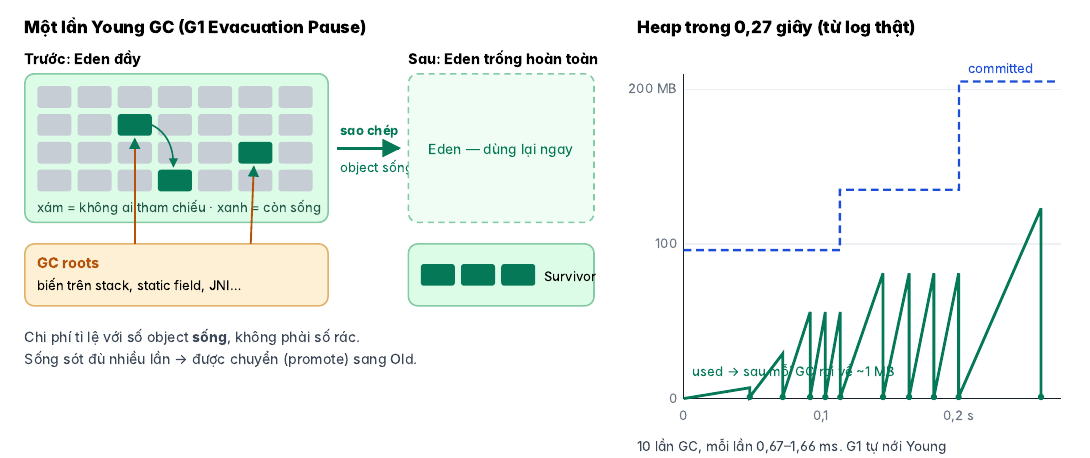 Một lần Young GC (G1 Evacuation Pause)
Trước: Eden đầy
Sau: Eden trống hoàn toàn
sao chép
object sống
Eden — dùng lại ngay
xám = không ai tham chiếu · xanh = còn sống
GC roots
biến trên stack, static field, JNI...
Survivor
Chi phí tỉ lệ với số object sống, không phải số rác.
Sống sót đủ nhiều lần → được chuyển (promote) sang Old.
Heap trong 0,27 giây (từ log thật)
committed
200 MB
100
used → sau mỗi GC rơi về ~1 MB
0
0
0,1
0,2 s
10 lần GC, mỗi lần 0,67–1,66 ms. G1 tự nới Young